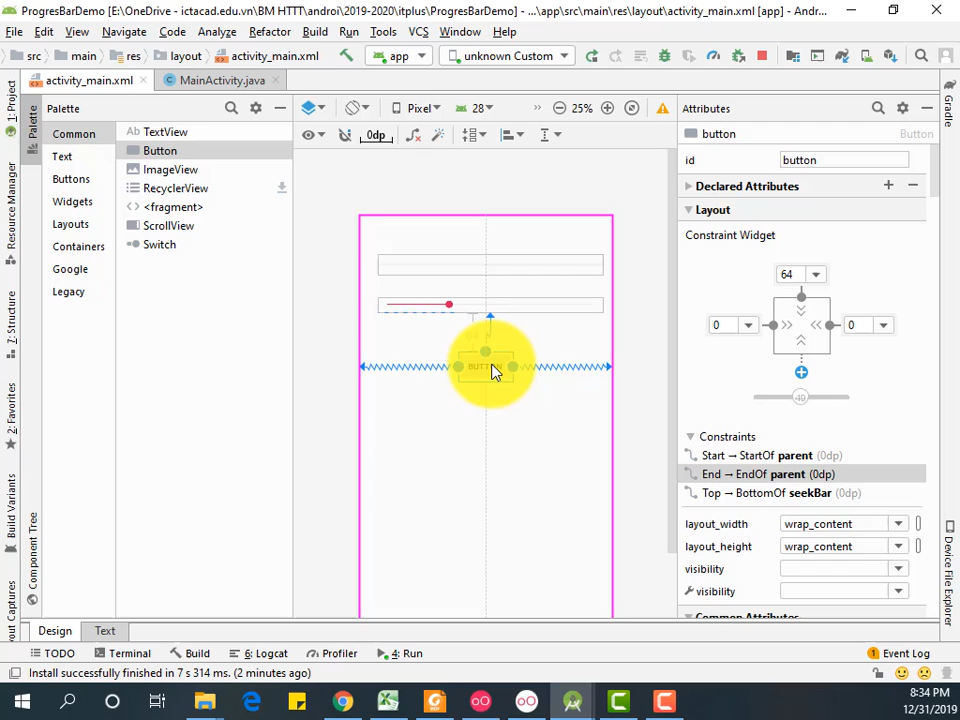 ProgresBarDemo [E:\OneDrive - ictacad.edu.vn\BM HTTT\androi\2019-2020\itplus\ProgresBarDemo] - ...\app\src\main\res\layout\activity_main.xml [app] - Andr...
File Edit View Navigate Code Analyze Refactor Build Run Tools VCS Window Help
src main res layout activity_main.xml app unknown Custom
activity_main.xml MainActivity.java
Palette Pixel 28 25% Attributes
Common
Text
Buttons
Widgets
Layouts
Containers
Google
Legacy
Ab TextView
Button
ImageView
RecyclerView
<fragment>
ScrollView
Switch
0dp
BUTTON
button Button
id button
Declared Attributes
Layout
Constraint Widget
64
0 0
40
Constraints
Start → StartOf parent (0dp)
End → EndOf parent (0dp)
Top → BottomOf seekBar (0dp)
layout_width wrap_content
layout_height wrap_content
visibility
visibility
Common Attributes
1: Project
Resource Manager
7: Structure
2: Favorites
Build Variants
Layout Captures
Palette
Component Tree
Gradle
Device File Explorer
Design Text
TODO Terminal Build 6: Logcat Profiler 4: Run 1 Event Log
Install successfully finished in 7 s 314 ms. (2 minutes ago)
8:34 PM
12/31/2019